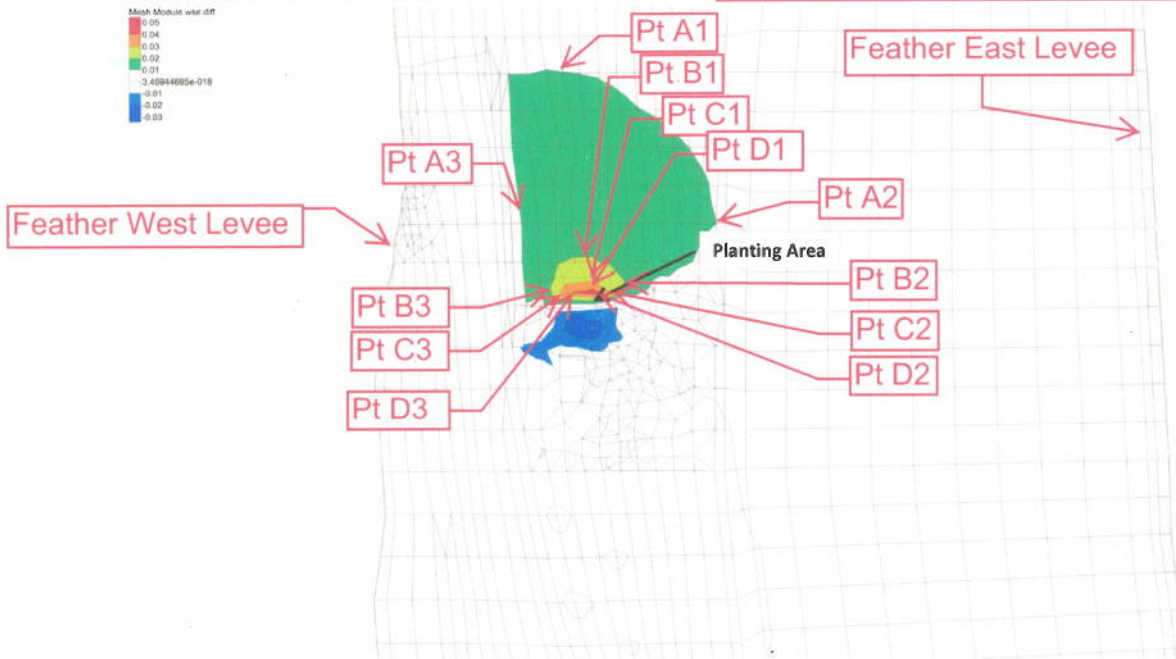 Mesh Module wse diff
0.05
0.04
0.03
0.02
0.01
3.46944695e-018
-0.01
-0.02
-0.03
Pt A1
Pt B1
Pt C1
Pt D1
Feather East Levee
Pt A3
Pt A2
Feather West Levee
Planting Area
Pt B3
Pt B2
Pt C3
Pt C2
Pt D2
Pt D3